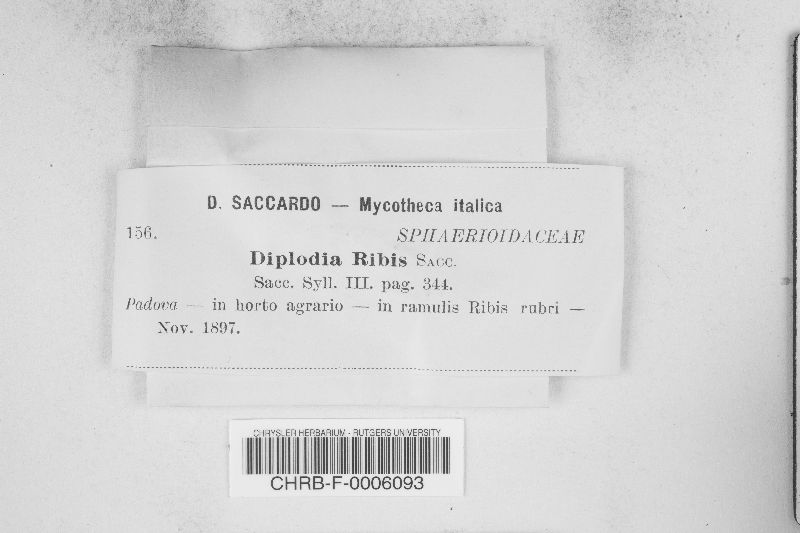 D. SACCARDO — Mycotheca italica
156. SPHAERIOIDACEAE
Diplodia Ribis SACC.
Sacc. Syll. III. pag. 344.
Padova — in horto agrario — in ramulis Ribis rubri —
Nov. 1897.
CHRYSLER HERBARIUM - RUTGERS UNIVERSITY
CHRB-F-0006093